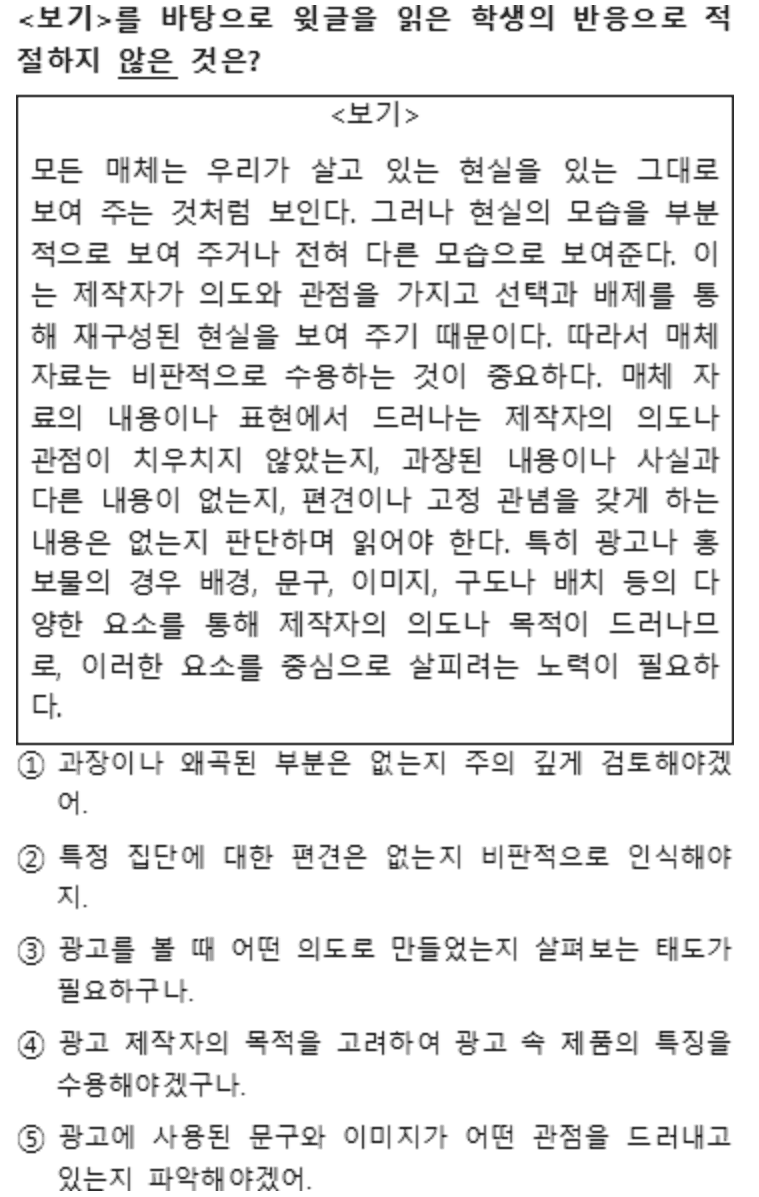 <보기>를 바탕으로 윗글을 읽은 학생의 반응으로 적
절하지 않은 것은?
<보기>
모든 매체는 우리가 살고 있는 현실을 있는 그대로
보여 주는 것처럼 보인다. 그러나 현실의 모습을 부분
적으로 보여 주거나 전혀 다른 모습으로 보여준다. 이
는 제작자가 의도와 관점을 가지고 선택과 배제를 통
해 재구성된 현실을 보여 주기 때문이다. 따라서 매체
자료는 비판적으로 수용하는 것이 중요하다. 매체 자
료의 내용이나 표현에서 드러나는 제작자의 의도나
관점이 치우치지 않았는지, 과장된 내용이나 사실과
다른 내용이 없는지, 편견이나 고정 관념을 갖게 하는
내용은 없는지 판단하며 읽어야 한다. 특히 광고나 홍
보물의 경우 배경, 문구, 이미지, 구도나 배치 등의 다
양한 요소를 통해 제작자의 의도나 목적이 드러나므
로, 이러한 요소를 중심으로 살피려는 노력이 필요하
다.
① 과장이나 왜곡된 부분은 없는지 주의 깊게 검토해야겠
어.
② 특정 집단에 대한 편견은 없는지 비판적으로 인식해야
지.
③ 광고를 볼 때 어떤 의도로 만들었는지 살펴보는 태도가
필요하구나.
④ 광고 제작자의 목적을 고려하여 광고 속 제품의 특징을
수용해야겠구나.
⑤ 광고에 사용된 문구와 이미지가 어떤 관점을 드러내고
있는지 파악해야겠어.